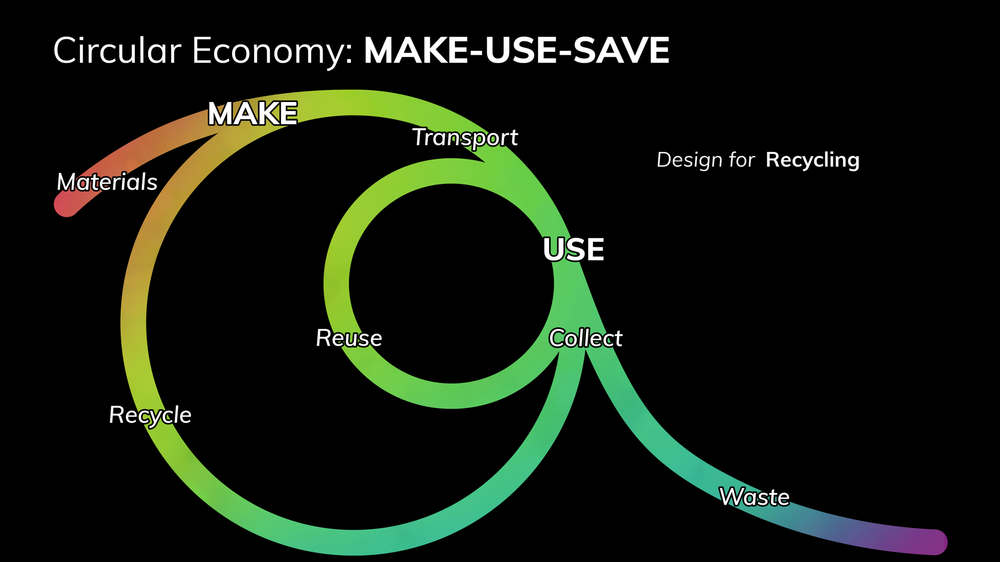 Circular Economy: MAKE-USE-SAVE
MAKE
Transport
Design for Recycling
Materials
USE
Reuse
Collect
Recycle
Waste